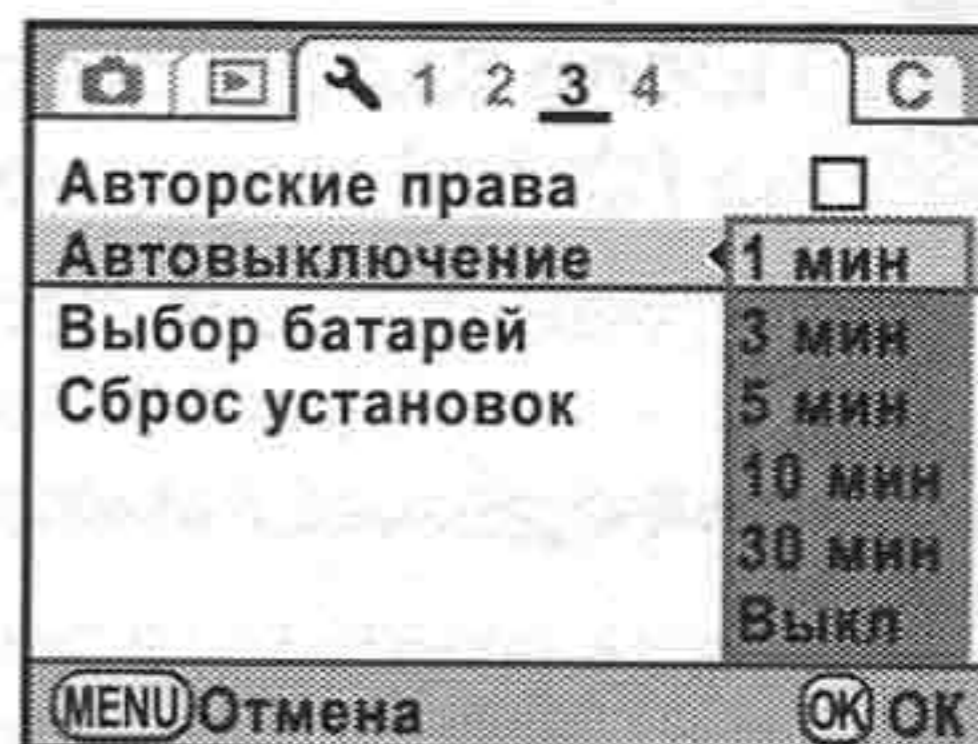 1 2 3 4 C
Авторские права
Автовыключение 1 мин
Выбор батарей 3 мин
Сброс установок 5 мин
10 мин
30 мин
Выкл
MENU Отмена OK OK